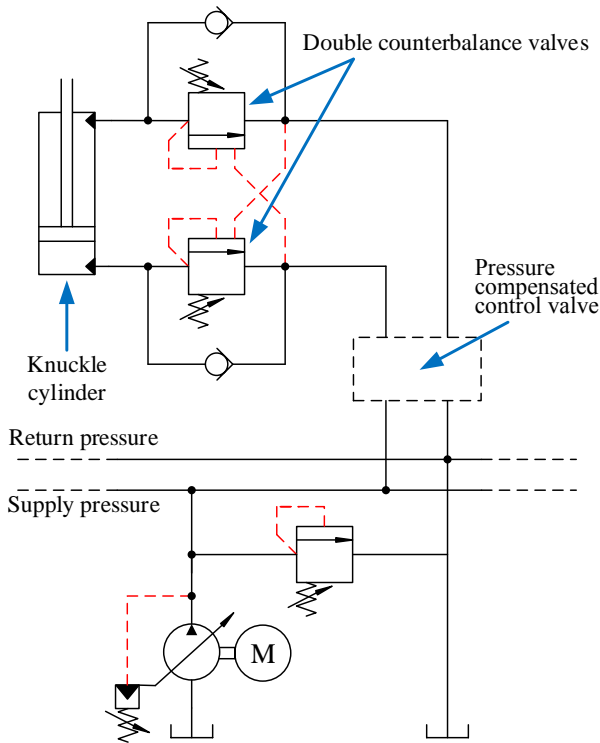 Double counterbalance valves
Pressure
compensated
control valve
Knuckle
cylinder
Return pressure
Supply pressure
M